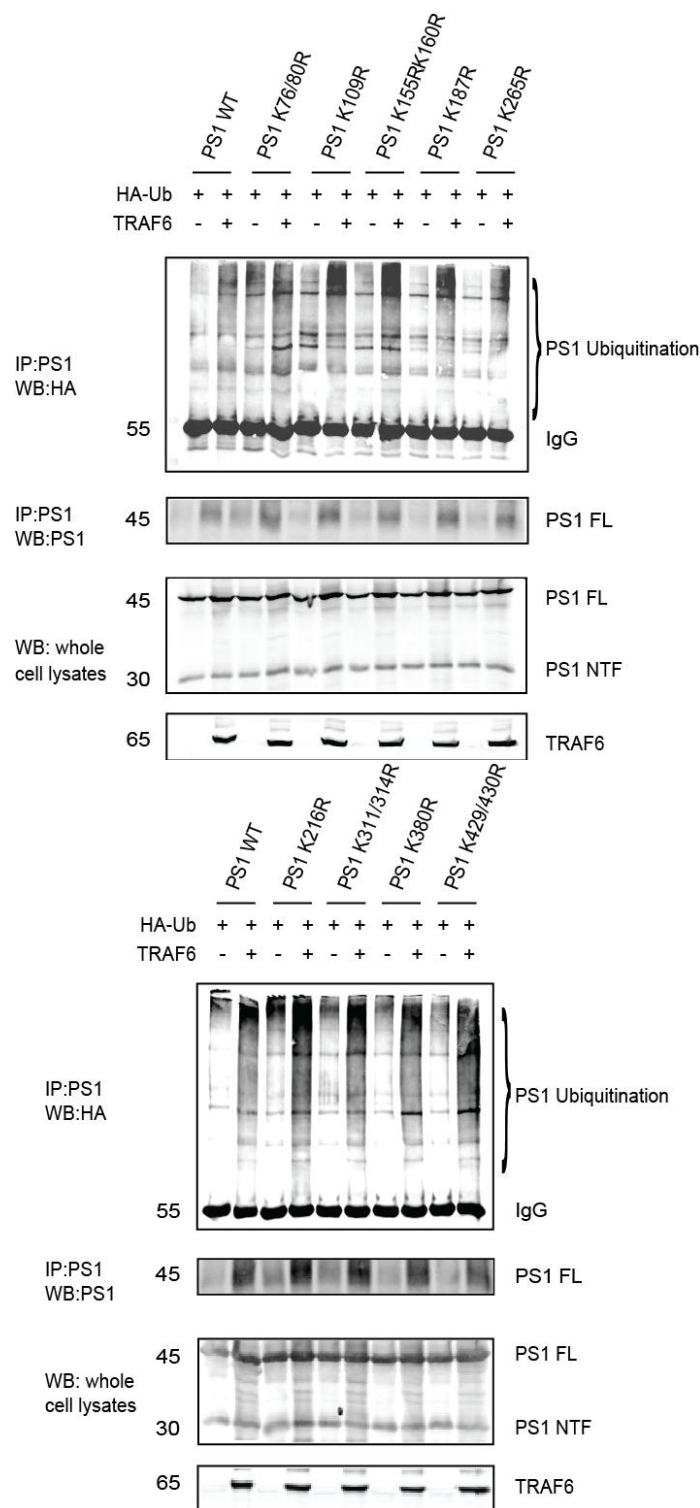 PS1 WT PS1 K76/80R PS1 K109R PS1 K155RK160R PS1 K187R PS1 K265R
HA-Ub + + + + + + + + + + + +
TRAF6 - + - + - + - + - + - +
IP:PS1
WB:HA
PS1 Ubiquitination
55 IgG
IP:PS1
WB:PS1
45 PS1 FL
45 PS1 FL
WB: whole
cell lysates
30 PS1 NTF
65 TRAF6
PS1 WT PS1 K216R PS1 K311/314R PS1 K380R PS1 K429/430R
HA-Ub + + + + + + + + + +
TRAF6 - + - + - + - + - +
IP:PS1
WB:HA
PS1 Ubiquitination
55 IgG
IP:PS1
WB:PS1
45 PS1 FL
45 PS1 FL
WB: whole
cell lysates
30 PS1 NTF
65 TRAF6